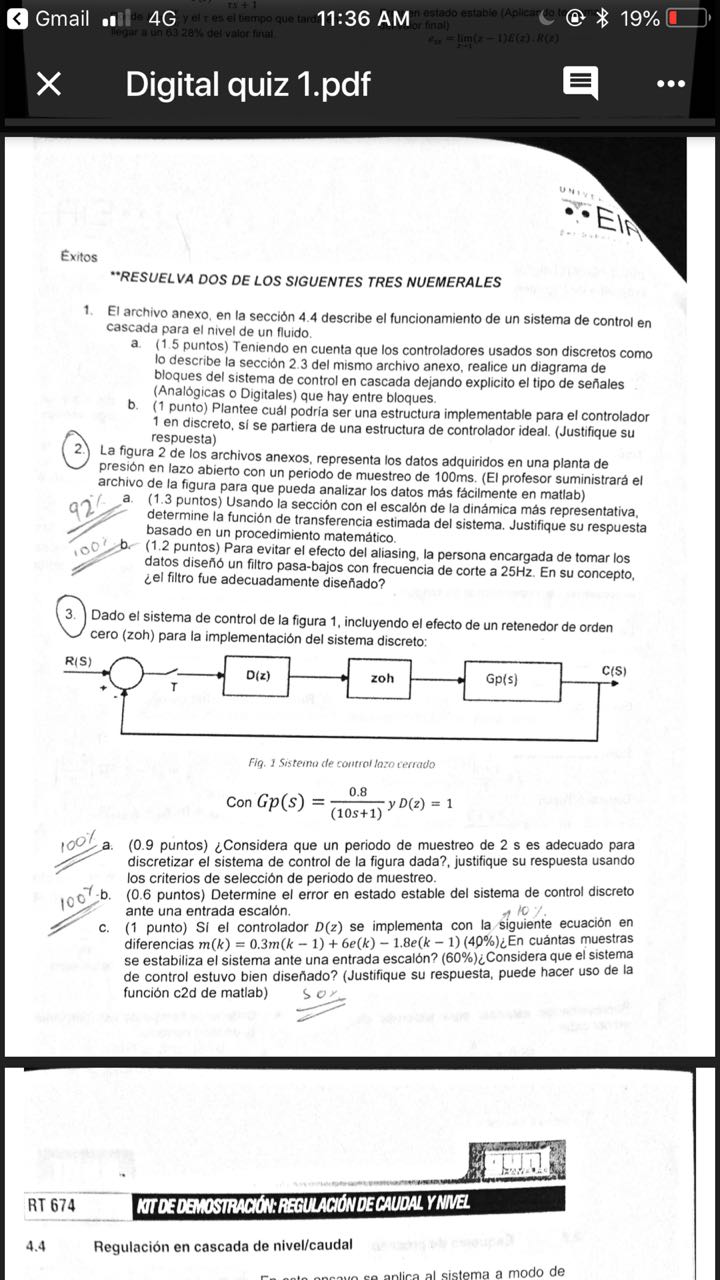 Gmail 4G 11:36 AM 19%
τs + 1
y el τ es el tiempo que
estado estable
llegar a un 63.28% del valor final.
final)
= lim(z − 1)E(z). R(z)
Digital quiz 1.pdf
EIA
Éxitos
**RESUELVA DOS DE LOS SIGUENTES TRES NUEMERALES
1. El archivo anexo, en la sección 4.4 describe el funcionamiento de un sistema de control en
cascada para el nivel de un fluido.
a. (1.5 puntos) Teniendo en cuenta que los controladores usados son discretos como
lo describe la sección 2.3 del mismo archivo anexo, realice un diagrama de
bloques del sistema de control en cascada dejando explicito el tipo de señales
(Analógicas o Digitales) que hay entre bloques.
b. (1 punto) Plantee cuál podría ser una estructura implementable para el controlador
1 en discreto, sí se partiera de una estructura de controlador ideal. (Justifique su
respuesta)
2. La figura 2 de los archivos anexos, representa los datos adquiridos en una planta de
presión en lazo abierto con un periodo de muestreo de 100ms. (El profesor suministrará el
archivo de la figura para que pueda analizar los datos más fácilmente en matlab)
92% a. (1.3 puntos) Usando la sección con el escalón de la dinámica más representativa,
determine la función de transferencia estimada del sistema. Justifique su respuesta
basado en un procedimiento matemático.
100% b. (1.2 puntos) Para evitar el efecto del aliasing, la persona encargada de tomar los
datos diseñó un filtro pasa-bajos con frecuencia de corte a 25Hz. En su concepto,
¿el filtro fue adecuadamente diseñado?
3. Dado el sistema de control de la figura 1, incluyendo el efecto de un retenedor de orden
cero (zoh) para la implementación del sistema discreto:
R(S) + - T D(z) zoh Gp(s) C(S)
Fig. 1 Sistema de control lazo cerrado
Con Gp(s) = 0.8 / (10s+1) y D(z) = 1
100% a. (0.9 puntos) ¿Considera que un periodo de muestreo de 2 s es adecuado para
discretizar el sistema de control de la figura dada?, justifique su respuesta usando
los criterios de selección de periodo de muestreo.
100% b. (0.6 puntos) Determine el error en estado estable del sistema de control discreto
ante una entrada escalón.
10%
c. (1 punto) Sí el controlador D(z) se implementa con la siguiente ecuación en
diferencias m(k) = 0.3m(k − 1) + 6e(k) − 1.8e(k − 1) (40%)¿En cuántas muestras
se estabiliza el sistema ante una entrada escalón? (60%)¿Considera que el sistema
de control estuvo bien diseñado? (Justifique su respuesta, puede hacer uso de la
función c2d de matlab)
50%
RT 674 KIT DE DEMOSTRACIÓN: REGULACIÓN DE CAUDAL Y NIVEL
4.4 Regulación en cascada de nivel/caudal
En este ensayo se aplica al sistema a modo de